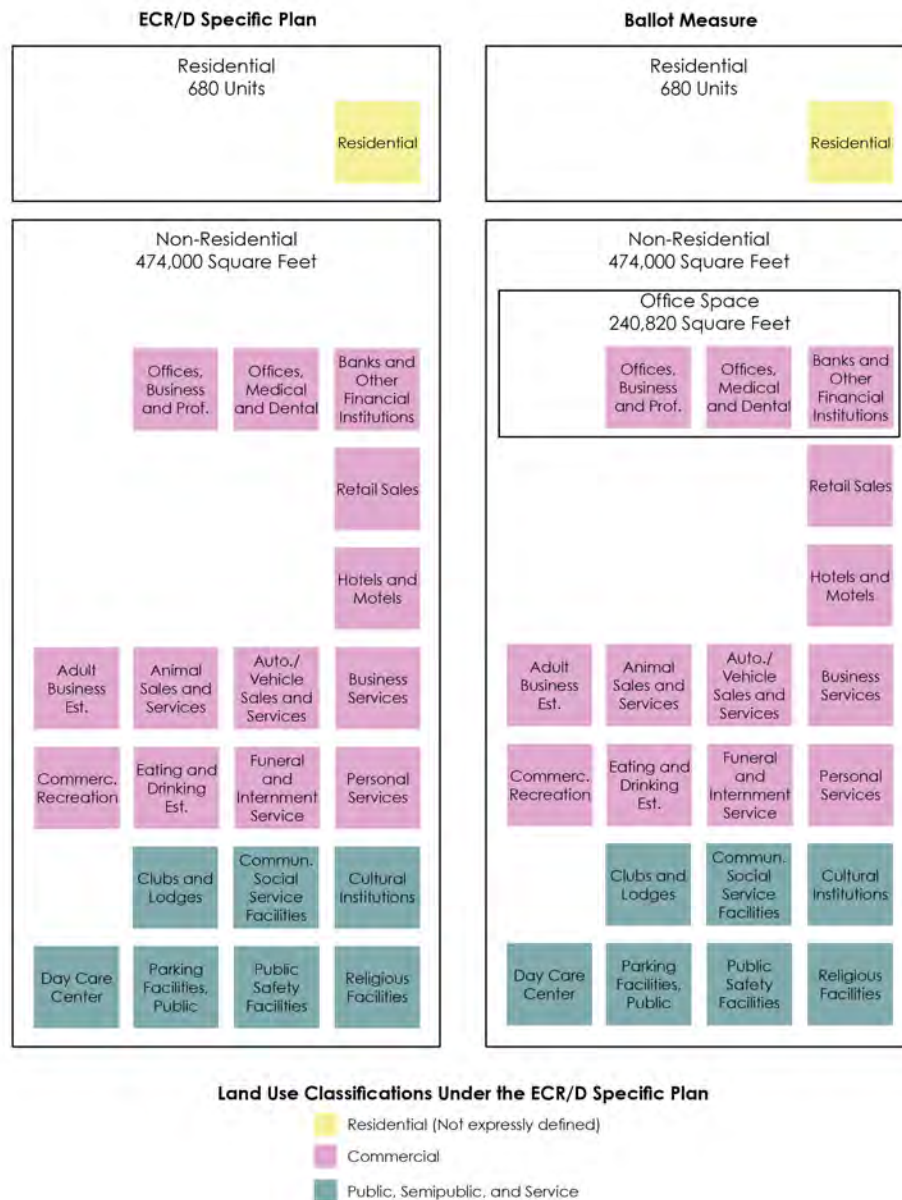 ECR/D Specific Plan
Residential
680 Units
Residential
Non-Residential
474,000 Square Feet
Offices,
Business
and Prof.
Offices,
Medical
and Dental
Banks and
Other
Financial
Institutions
Retail Sales
Hotels and
Motels
Adult
Business
Est.
Animal
Sales and
Services
Auto./
Vehicle
Sales and
Services
Business
Services
Commerc.
Recreation
Eating and
Drinking
Est.
Funeral
and
Internment
Service
Personal
Services
Clubs and
Lodges
Commun.
Social
Service
Facilities
Cultural
Institutions
Day Care
Center
Parking
Facilities,
Public
Public
Safety
Facilities
Religious
Facilities
Ballot Measure
Residential
680 Units
Residential
Non-Residential
474,000 Square Feet
Office Space
240,820 Square Feet
Offices,
Business
and Prof.
Offices,
Medical
and Dental
Banks and
Other
Financial
Institutions
Retail Sales
Hotels and
Motels
Adult
Business
Est.
Animal
Sales and
Services
Auto./
Vehicle
Sales and
Services
Business
Services
Commerc.
Recreation
Eating and
Drinking
Est.
Funeral
and
Internment
Service
Personal
Services
Clubs and
Lodges
Commun.
Social
Service
Facilities
Cultural
Institutions
Day Care
Center
Parking
Facilities,
Public
Public
Safety
Facilities
Religious
Facilities
Land Use Classifications Under the ECR/D Specific Plan
Residential (Not expressly defined)
Commercial
Public, Semipublic, and Service